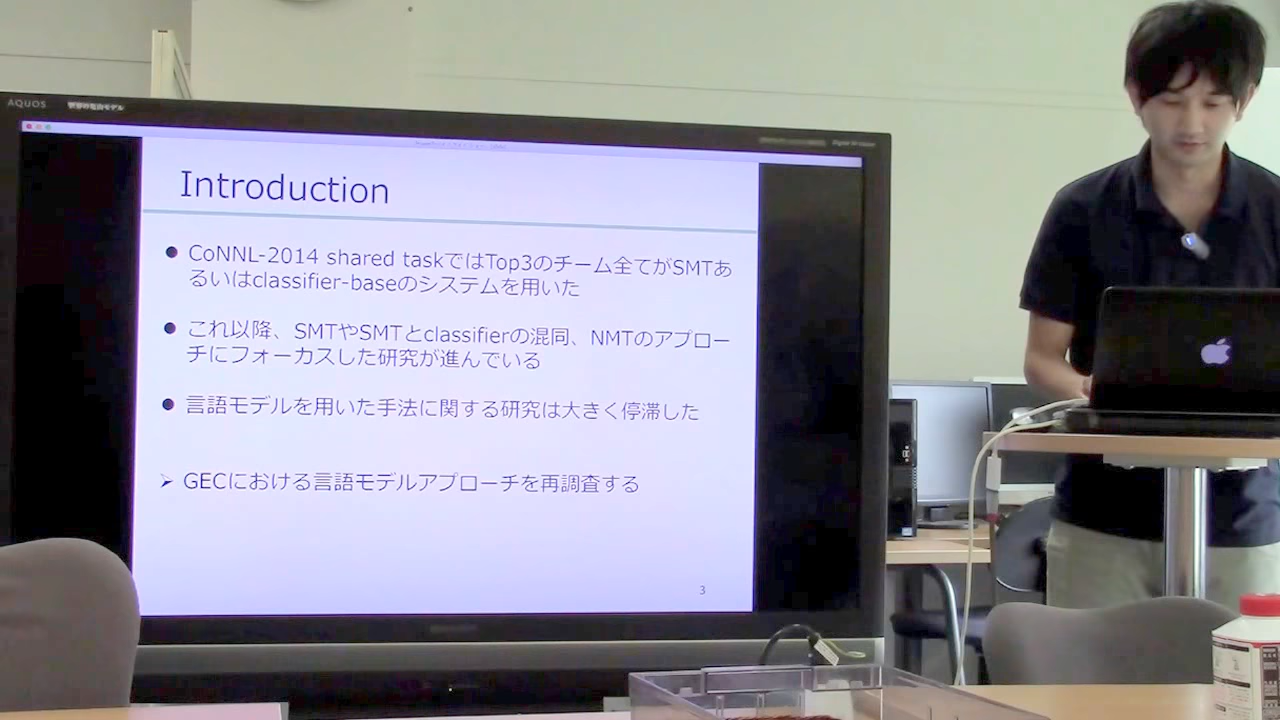 AQUOS
Introduction
● CoNNL-2014 shared taskではTop3のチーム全てがSMTあ
るいはclassifier-baseのシステムを用いた
● これ以降、SMTやSMTとclassifierの混同、NMTのアプロー
チにフォーカスした研究が進んでいる
● 言語モデルを用いた手法に関する研究は大きく停滞した
➢ GECにおける言語モデルアプローチを再調査する
3